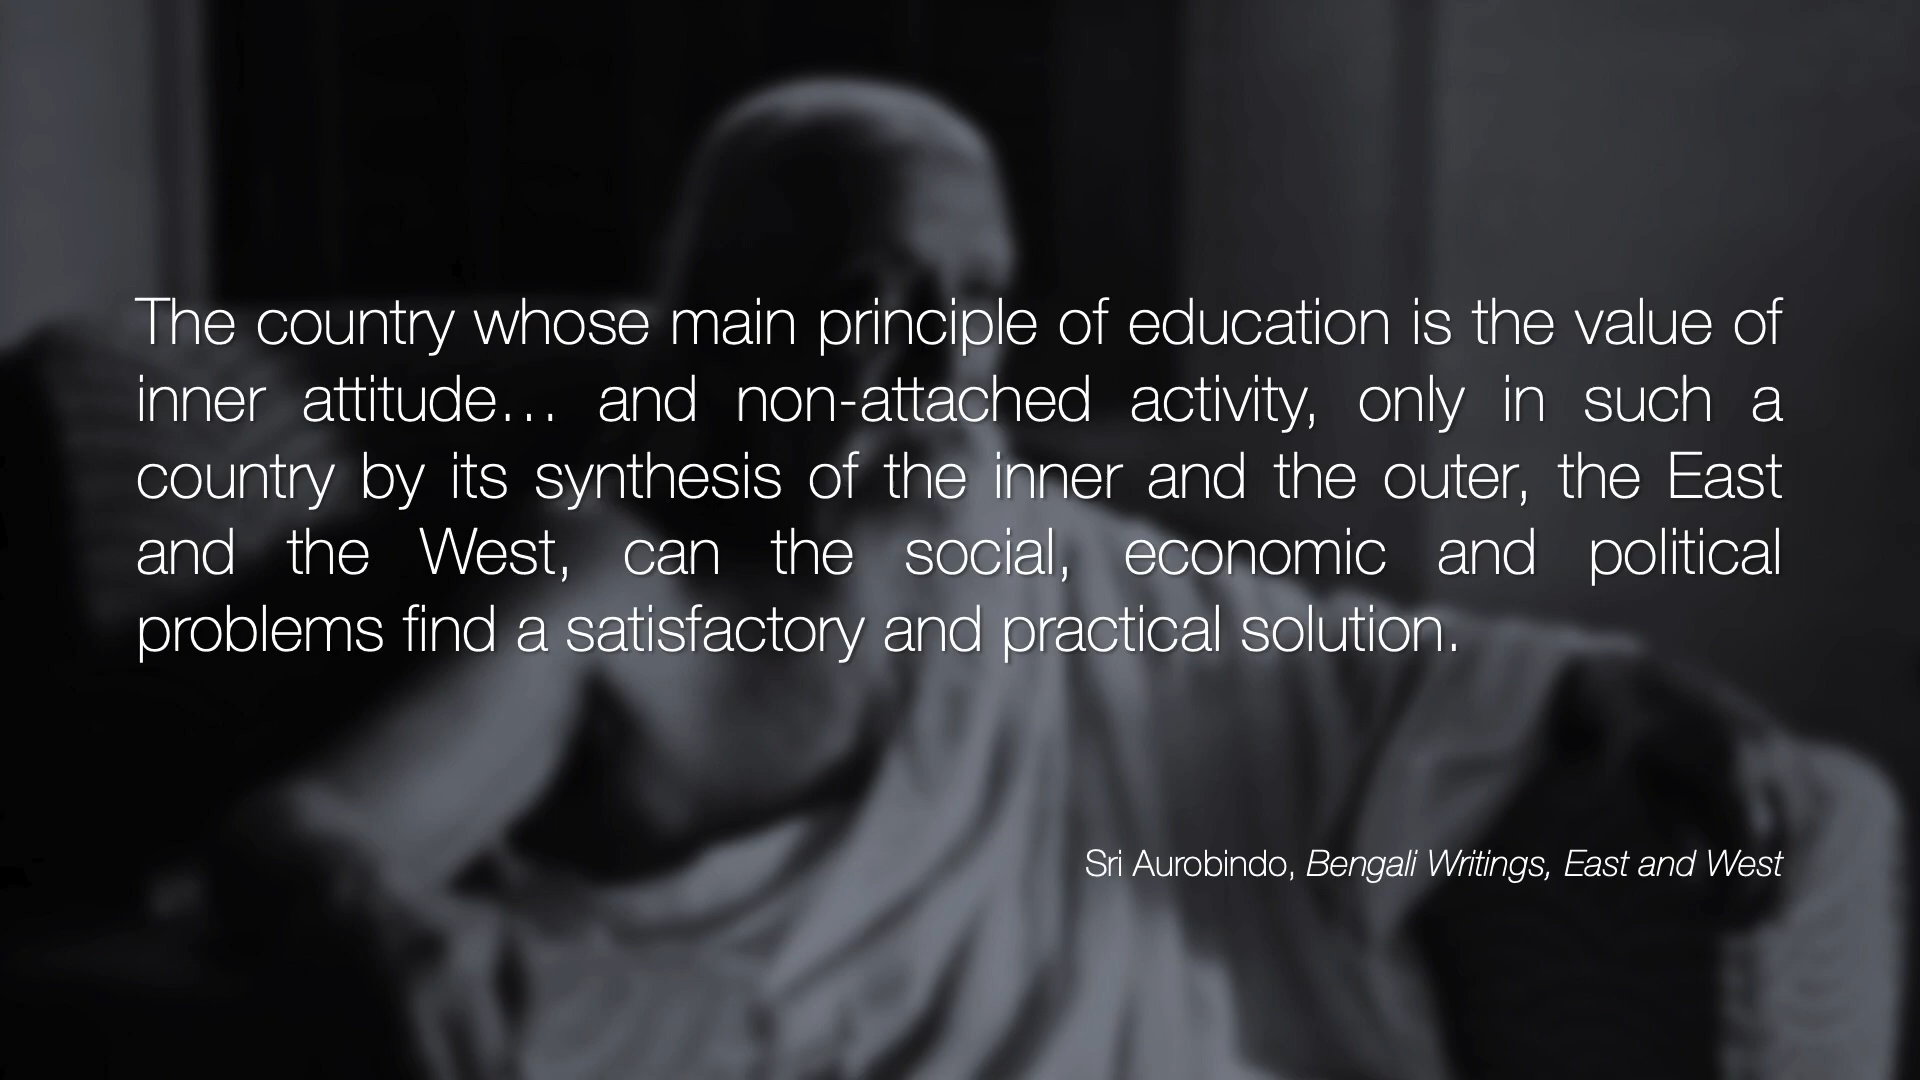 The country whose main principle of education is the value of
inner attitude… and non-attached activity, only in such a
country by its synthesis of the inner and the outer, the East
and the West, can the social, economic and political
problems find a satisfactory and practical solution.
Sri Aurobindo, Bengali Writings, East and West